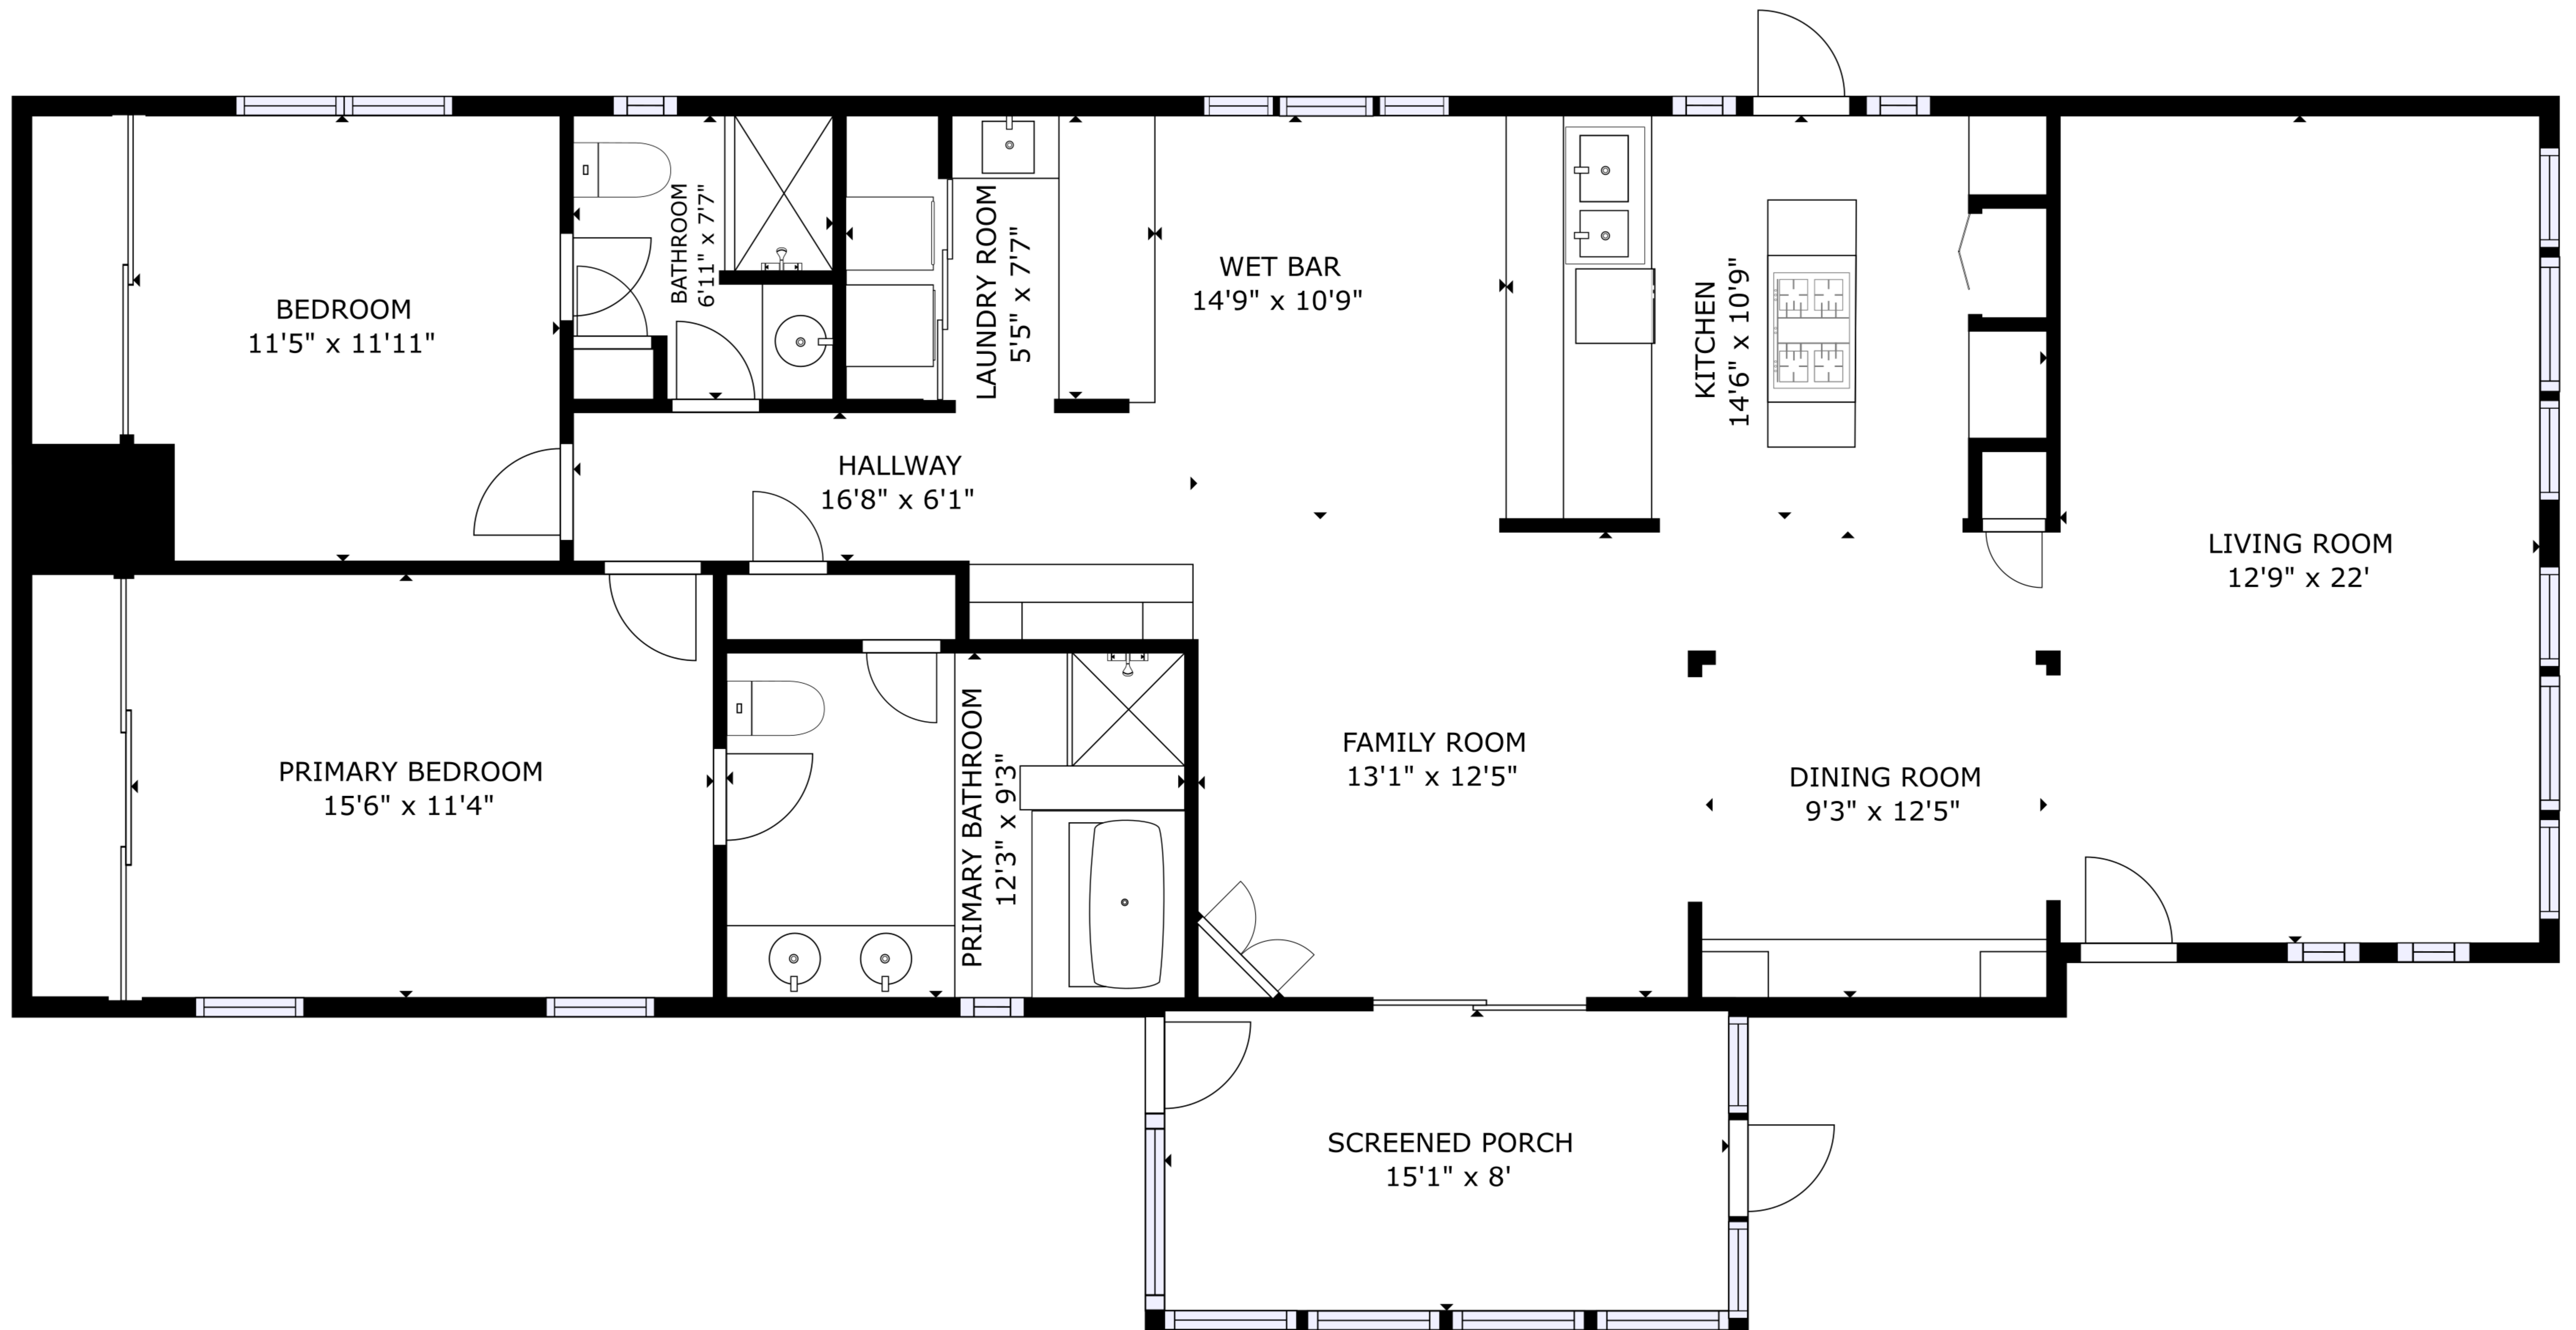 BEDROOM
11'5" x 11'11"
BATHROOM
6'11" x 7'7"
LAUNDRY ROOM
5'5" x 7'7"
WET BAR
14'9" x 10'9"
KITCHEN
14'6" x 10'9"
HALLWAY
16'8" x 6'1"
LIVING ROOM
12'9" x 22'
PRIMARY BEDROOM
15'6" x 11'4"
PRIMARY BATHROOM
12'3" x 9'3"
FAMILY ROOM
13'1" x 12'5"
DINING ROOM
9'3" x 12'5"
SCREENED PORCH
15'1" x 8'